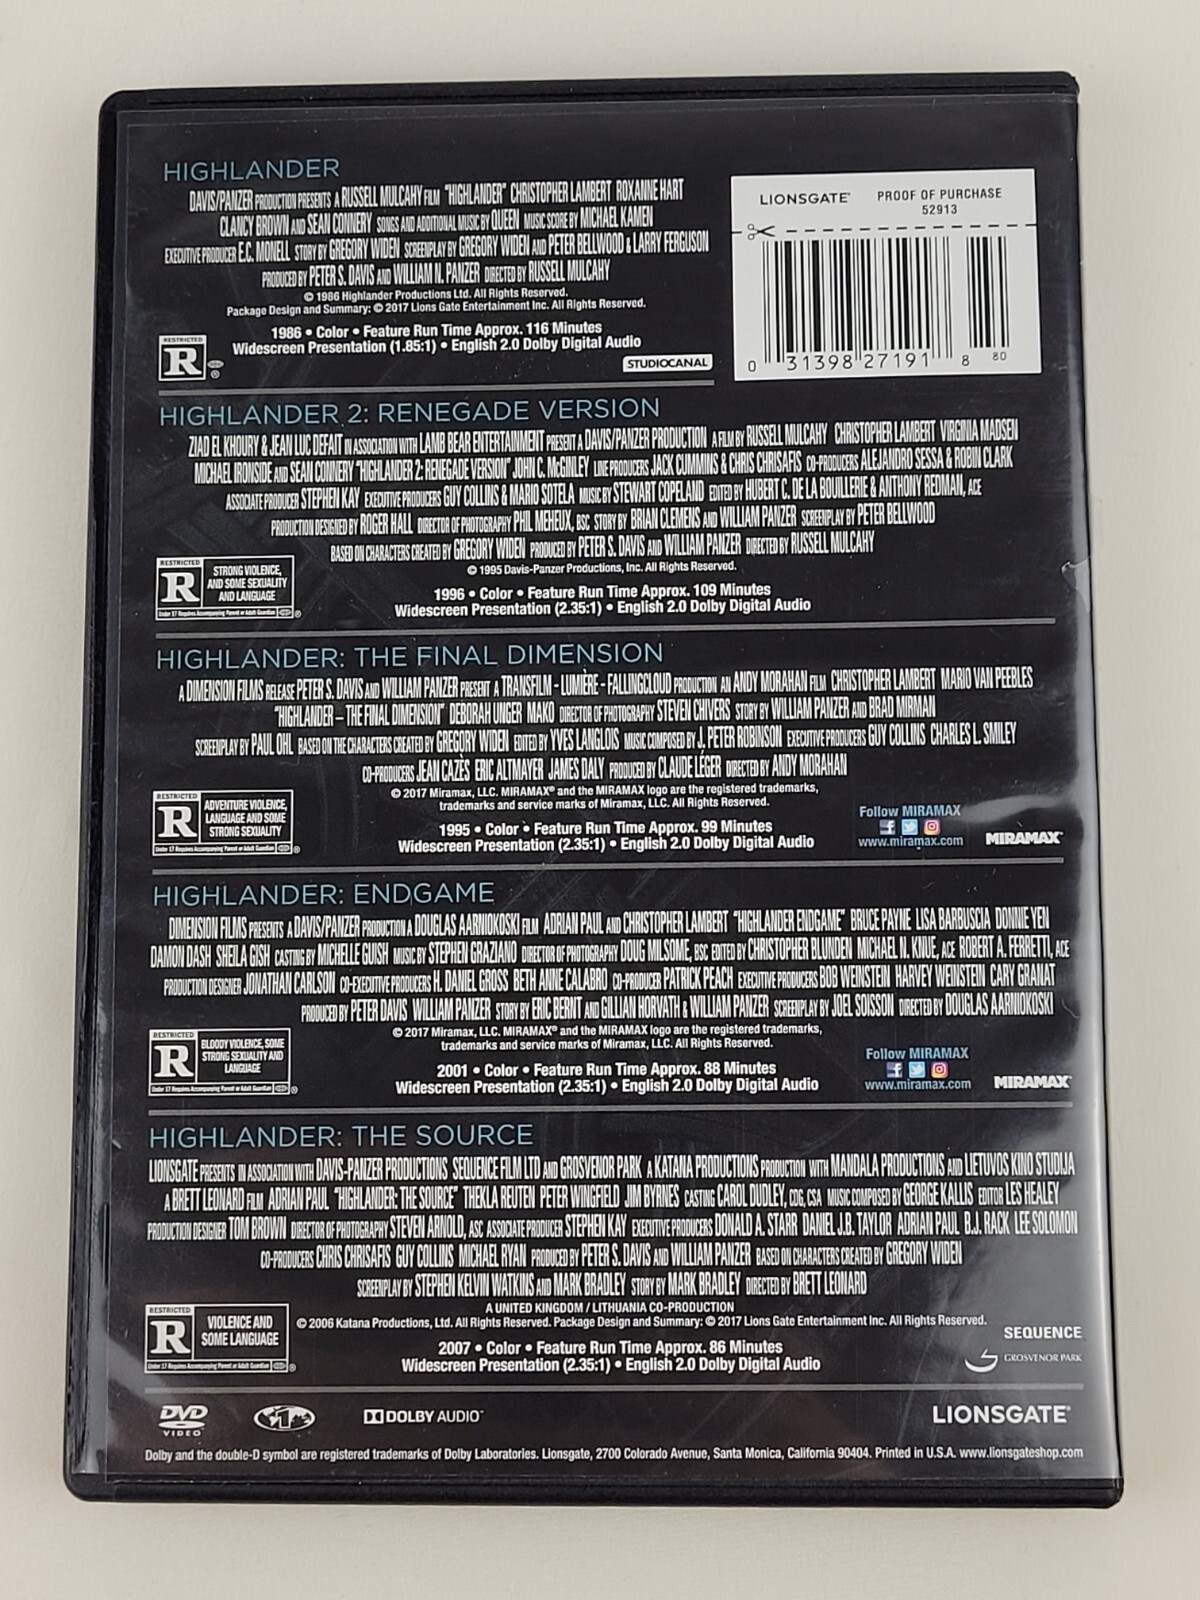 HIGHLANDER
DAVIS/PANZER PRODUCTION PRESENTS A RUSSELL MULCAHY FILM "HIGHLANDER" CHRISTOPHER LAMBERT ROXANNE HART
CLANCY BROWN AND SEAN CONNERY SONGS AND ADDITIONAL MUSIC BY QUEEN MUSIC SCORE BY MICHAEL KAMEN
EXECUTIVE PRODUCER E.C. MONELL STORY BY GREGORY WIDEN SCREENPLAY BY GREGORY WIDEN AND PETER BELLWOOD & LARRY FERGUSON
PRODUCED BY PETER S. DAVIS AND WILLIAM N. PANZER DIRECTED BY RUSSELL MULCAHY
© 1986 Highlander Productions Ltd. All Rights Reserved.
Package Design and Summary: © 2017 Lions Gate Entertainment Inc. All Rights Reserved.
1986 • Color • Feature Run Time Approx. 116 Minutes
Widescreen Presentation (1.85:1) • English 2.0 Dolby Digital Audio
RESTRICTED
R
®
STUDIOCANAL
LIONSGATE® PROOF OF PURCHASE
52913
0 31398 27191 8 80
HIGHLANDER 2: RENEGADE VERSION
ZIAD EL KHOURY & JEAN LUC DEFAIT IN ASSOCIATION WITH LAMB BEAR ENTERTAINMENT PRESENT A DAVIS/PANZER PRODUCTION A FILM BY RUSSELL MULCAHY CHRISTOPHER LAMBERT VIRGINIA MADSEN
MICHAEL IRONSIDE AND SEAN CONNERY "HIGHLANDER 2: RENEGADE VERSION" JOHN C. McGINLEY LINE PRODUCERS JACK CUMMINS & CHRIS CHRISAFIS CO-PRODUCERS ALEJANDRO SESSA & ROBIN CLARK
ASSOCIATE PRODUCER STEPHEN KAY EXECUTIVE PRODUCERS GUY COLLINS & MARIO SOTELA MUSIC BY STEWART COPELAND EDITED BY HUBERT C. DE LA BOUILLERIE & ANTHONY REDMAN, ACE
PRODUCTION DESIGNED BY ROGER HALL DIRECTOR OF PHOTOGRAPHY PHIL MEHEUX, BSC STORY BY BRIAN CLEMENS AND WILLIAM PANZER SCREENPLAY BY PETER BELLWOOD
BASED ON CHARACTERS CREATED BY GREGORY WIDEN PRODUCED BY PETER S. DAVIS AND WILLIAM PANZER DIRECTED BY RUSSELL MULCAHY
© 1995 Davis-Panzer Productions, Inc. All Rights Reserved.
RESTRICTED
R STRONG VIOLENCE,
AND SOME SEXUALITY
AND LANGUAGE
Under 17 Requires Accompanying Parent or Adult Guardian ®
1996 • Color • Feature Run Time Approx. 109 Minutes
Widescreen Presentation (2.35:1) • English 2.0 Dolby Digital Audio
HIGHLANDER: THE FINAL DIMENSION
A DIMENSION FILMS RELEASE PETER S. DAVIS AND WILLIAM PANZER PRESENT A TRANSFILM - LUMIÈRE - FALLINGCLOUD PRODUCTION AN ANDY MORAHAN FILM CHRISTOPHER LAMBERT MARIO VAN PEEBLES
"HIGHLANDER – THE FINAL DIMENSION" DEBORAH UNGER MAKO DIRECTOR OF PHOTOGRAPHY STEVEN CHIVERS STORY BY WILLIAM PANZER AND BRAD MIRMAN
SCREENPLAY BY PAUL OHL BASED ON THE CHARACTERS CREATED BY GREGORY WIDEN EDITED BY YVES LANGLOIS MUSIC COMPOSED BY J. PETER ROBINSON EXECUTIVE PRODUCERS GUY COLLINS CHARLES L. SMILEY
CO-PRODUCERS JEAN CAZÈS ERIC ALTMAYER JAMES DALY PRODUCED BY CLAUDE LÉGER DIRECTED BY ANDY MORAHAN
© 2017 Miramax, LLC. MIRAMAX® and the MIRAMAX logo are the registered trademarks,
trademarks and service marks of Miramax, LLC. All Rights Reserved.
RESTRICTED
R ADVENTURE VIOLENCE,
LANGUAGE AND SOME
STRONG SEXUALITY
Under 17 Requires Accompanying Parent or Adult Guardian ®
1995 • Color • Feature Run Time Approx. 99 Minutes
Widescreen Presentation (2.35:1) • English 2.0 Dolby Digital Audio
Follow MIRAMAX
www.miramax.com
MIRAMAX
HIGHLANDER: ENDGAME
DIMENSION FILMS PRESENTS A DAVIS/PANZER PRODUCTION A DOUGLAS AARNIOKOSKI FILM ADRIAN PAUL AND CHRISTOPHER LAMBERT "HIGHLANDER ENDGAME" BRUCE PAYNE LISA BARBUSCIA DONNIE YEN
DAMON DASH SHEILA GISH CASTING BY MICHELLE GUISH MUSIC BY STEPHEN GRAZIANO DIRECTOR OF PHOTOGRAPHY DOUG MILSOME, BSC EDITED BY CHRISTOPHER BLUNDEN MICHAEL N. KNUE, ACE ROBERT A. FERRETTI, ACE
PRODUCTION DESIGNER JONATHAN CARLSON CO-EXECUTIVE PRODUCERS H. DANIEL GROSS BETH ANNE CALABRO CO-PRODUCER PATRICK PEACH EXECUTIVE PRODUCERS BOB WEINSTEIN HARVEY WEINSTEIN CARY GRANAT
PRODUCED BY PETER DAVIS WILLIAM PANZER STORY BY ERIC BERNT AND GILLIAN HORVATH & WILLIAM PANZER SCREENPLAY BY JOEL SOISSON DIRECTED BY DOUGLAS AARNIOKOSKI
© 2017 Miramax, LLC. MIRAMAX® and the MIRAMAX logo are the registered trademarks,
trademarks and service marks of Miramax, LLC. All Rights Reserved.
RESTRICTED
R BLOODY VIOLENCE, SOME
STRONG SEXUALITY AND
LANGUAGE
Under 17 Requires Accompanying Parent or Adult Guardian ®
2001 • Color • Feature Run Time Approx. 88 Minutes
Widescreen Presentation (2.35:1) • English 2.0 Dolby Digital Audio
Follow MIRAMAX
www.miramax.com
MIRAMAX
HIGHLANDER: THE SOURCE
LIONSGATE PRESENTS IN ASSOCIATION WITH DAVIS-PANZER PRODUCTIONS SEQUENCE FILM LTD AND GROSVENOR PARK A KATANA PRODUCTIONS PRODUCTION WITH MANDALA PRODUCTIONS AND LIETUVOS KINO STUDIJA
A BRETT LEONARD FILM ADRIAN PAUL "HIGHLANDER: THE SOURCE" THEKLA REUTEN PETER WINGFIELD JIM BYRNES CASTING CAROL DUDLEY, CDG, CSA MUSIC COMPOSED BY GEORGE KALLIS EDITOR LES HEALEY
PRODUCTION DESIGNER TOM BROWN DIRECTOR OF PHOTOGRAPHY STEVEN ARNOLD, ASC ASSOCIATE PRODUCER STEPHEN KAY EXECUTIVE PRODUCERS DONALD A. STARR DANIEL J.B. TAYLOR ADRIAN PAUL B.J. RACK LEE SOLOMON
CO-PRODUCERS CHRIS CHRISAFIS GUY COLLINS MICHAEL RYAN PRODUCED BY PETER S. DAVIS AND WILLIAM PANZER BASED ON CHARACTERS CREATED BY GREGORY WIDEN
SCREENPLAY BY STEPHEN KELVIN WATKINS AND MARK BRADLEY STORY BY MARK BRADLEY DIRECTED BY BRETT LEONARD
A UNITED KINGDOM / LITHUANIA CO-PRODUCTION
© 2006 Katana Productions, Ltd. All Rights Reserved. Package Design and Summary: © 2017 Lions Gate Entertainment Inc. All Rights Reserved.
RESTRICTED
R VIOLENCE AND
SOME LANGUAGE
Under 17 Requires Accompanying Parent or Adult Guardian ®
2007 • Color • Feature Run Time Approx. 86 Minutes
Widescreen Presentation (2.35:1) • English 2.0 Dolby Digital Audio
SEQUENCE
GROSVENOR PARK
DVD
VIDEO
1
DOLBY AUDIO™
LIONSGATE®
Dolby and the double-D symbol are registered trademarks of Dolby Laboratories. Lionsgate, 2700 Colorado Avenue, Santa Monica, California 90404. Printed in U.S.A. www.lionsgateshop.com